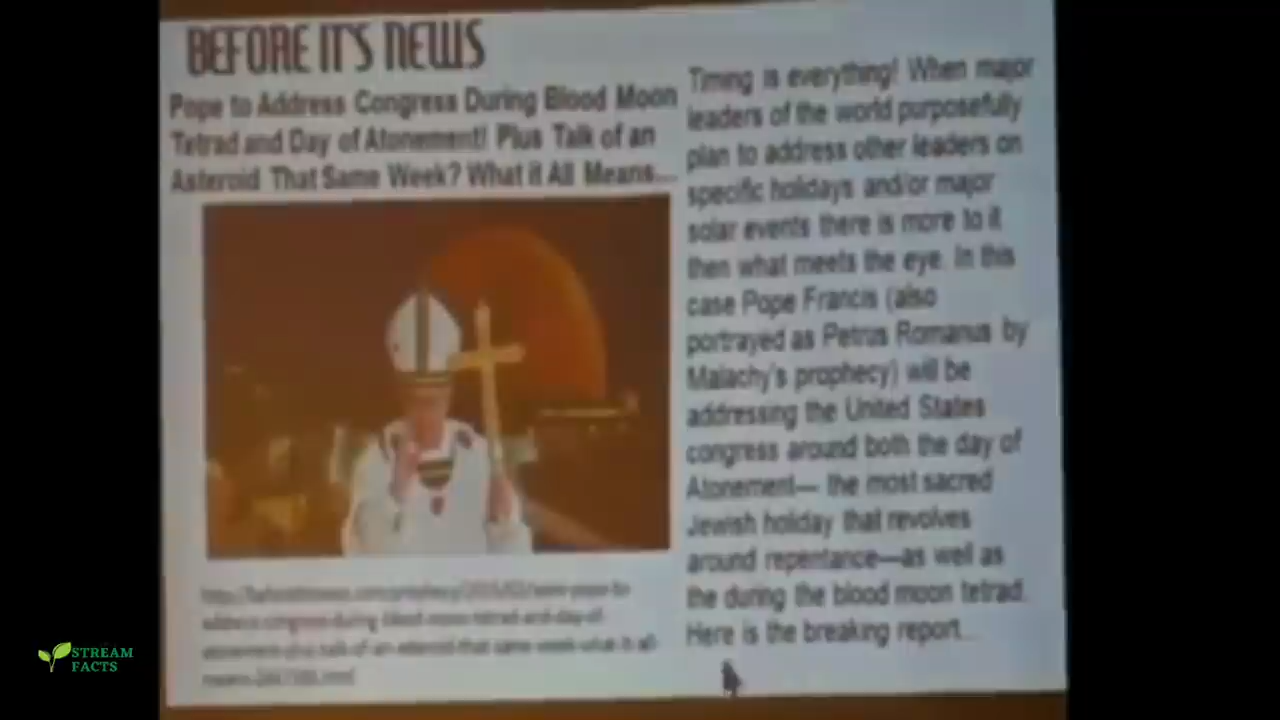 BEFORE IT'S NEWS
Pope to Address Congress During Blood Moon
Tetrad and Day of Atonement! Plus Talk of an
Asteroid That Same Week? What it All Means...
Timing is everything! When major
leaders of the world purposefully
plan to address other leaders on
specific holidays and/or major
solar events there is more to it
then what meets the eye. In this
case Pope Francis (also
portrayed as Petrus Romanus by
Malachy's prophecy) will be
addressing the United States
congress around both the day of
Atonement— the most sacred
Jewish holiday that revolves
around repentance—as well as
the during the blood moon tetrad.
Here is the breaking report...
STREAM
FACTS